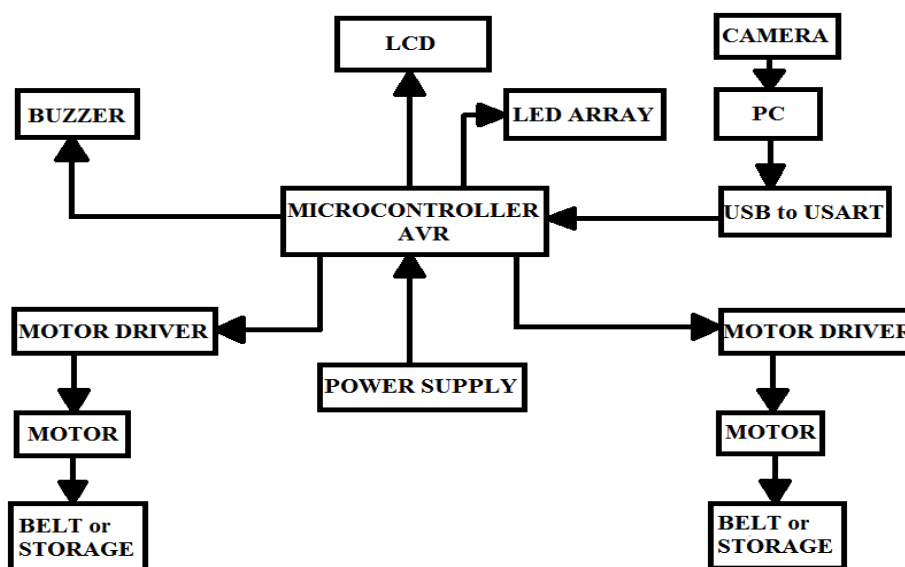 LCD
CAMERA
BUZZER
LED ARRAY
PC
MICROCONTROLLER
AVR
USB to USART
MOTOR DRIVER
MOTOR DRIVER
POWER SUPPLY
MOTOR
MOTOR
BELT or
STORAGE
BELT or
STORAGE